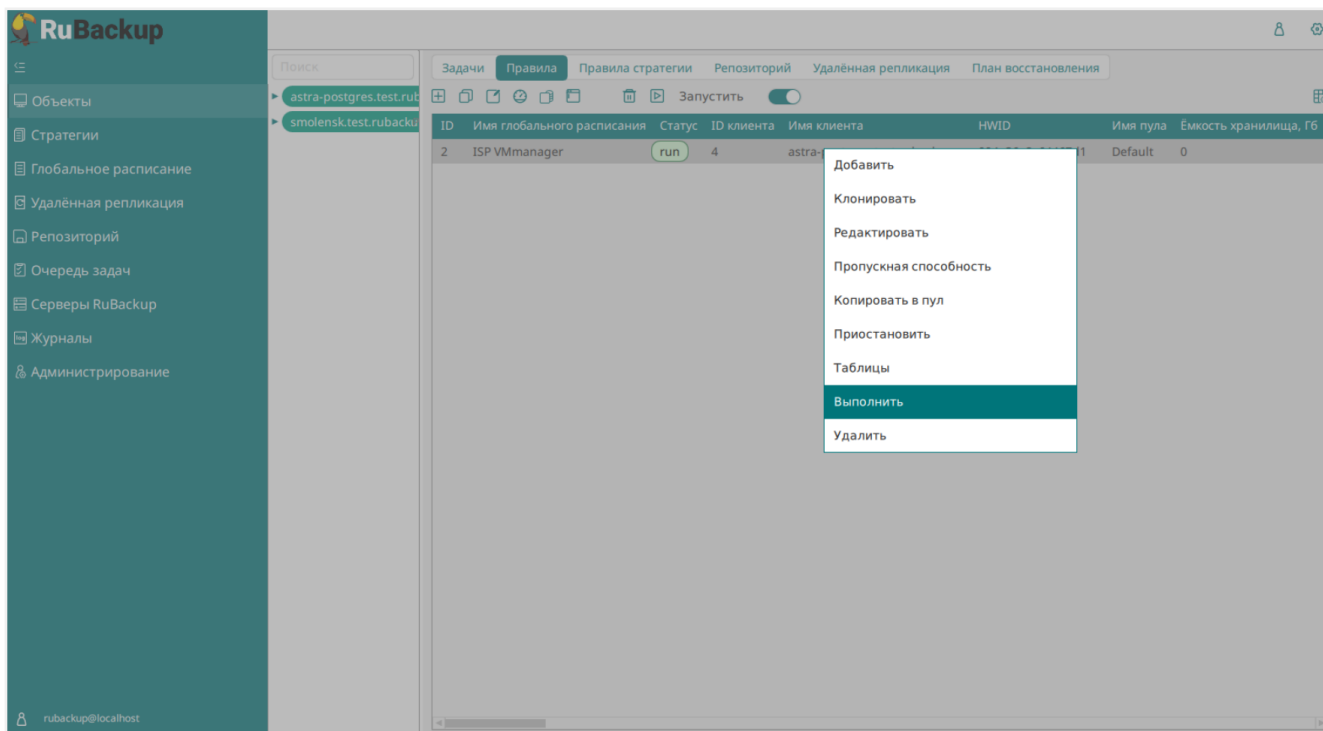 RuBackup
Объекты
Стратегии
Глобальное расписание
Удалённая репликация
Репозиторий
Очередь задач
Серверы RuBackup
Журналы
Администрирование
rubackup@localhost
Поиск
astra-postgres.test.rub
smolensk.test.rubacku
Задачи Правила Правила стратегии Репозиторий Удалённая репликация План восстановления
Запустить
ID Имя глобального расписания Статус ID клиента Имя клиента HWID Имя пула Ёмкость хранилища, Гб
2 ISP VMmanager run 4 astra- Default 0
Добавить
Клонировать
Редактировать
Пропускная способность
Копировать в пул
Приостановить
Таблицы
Выполнить
Удалить